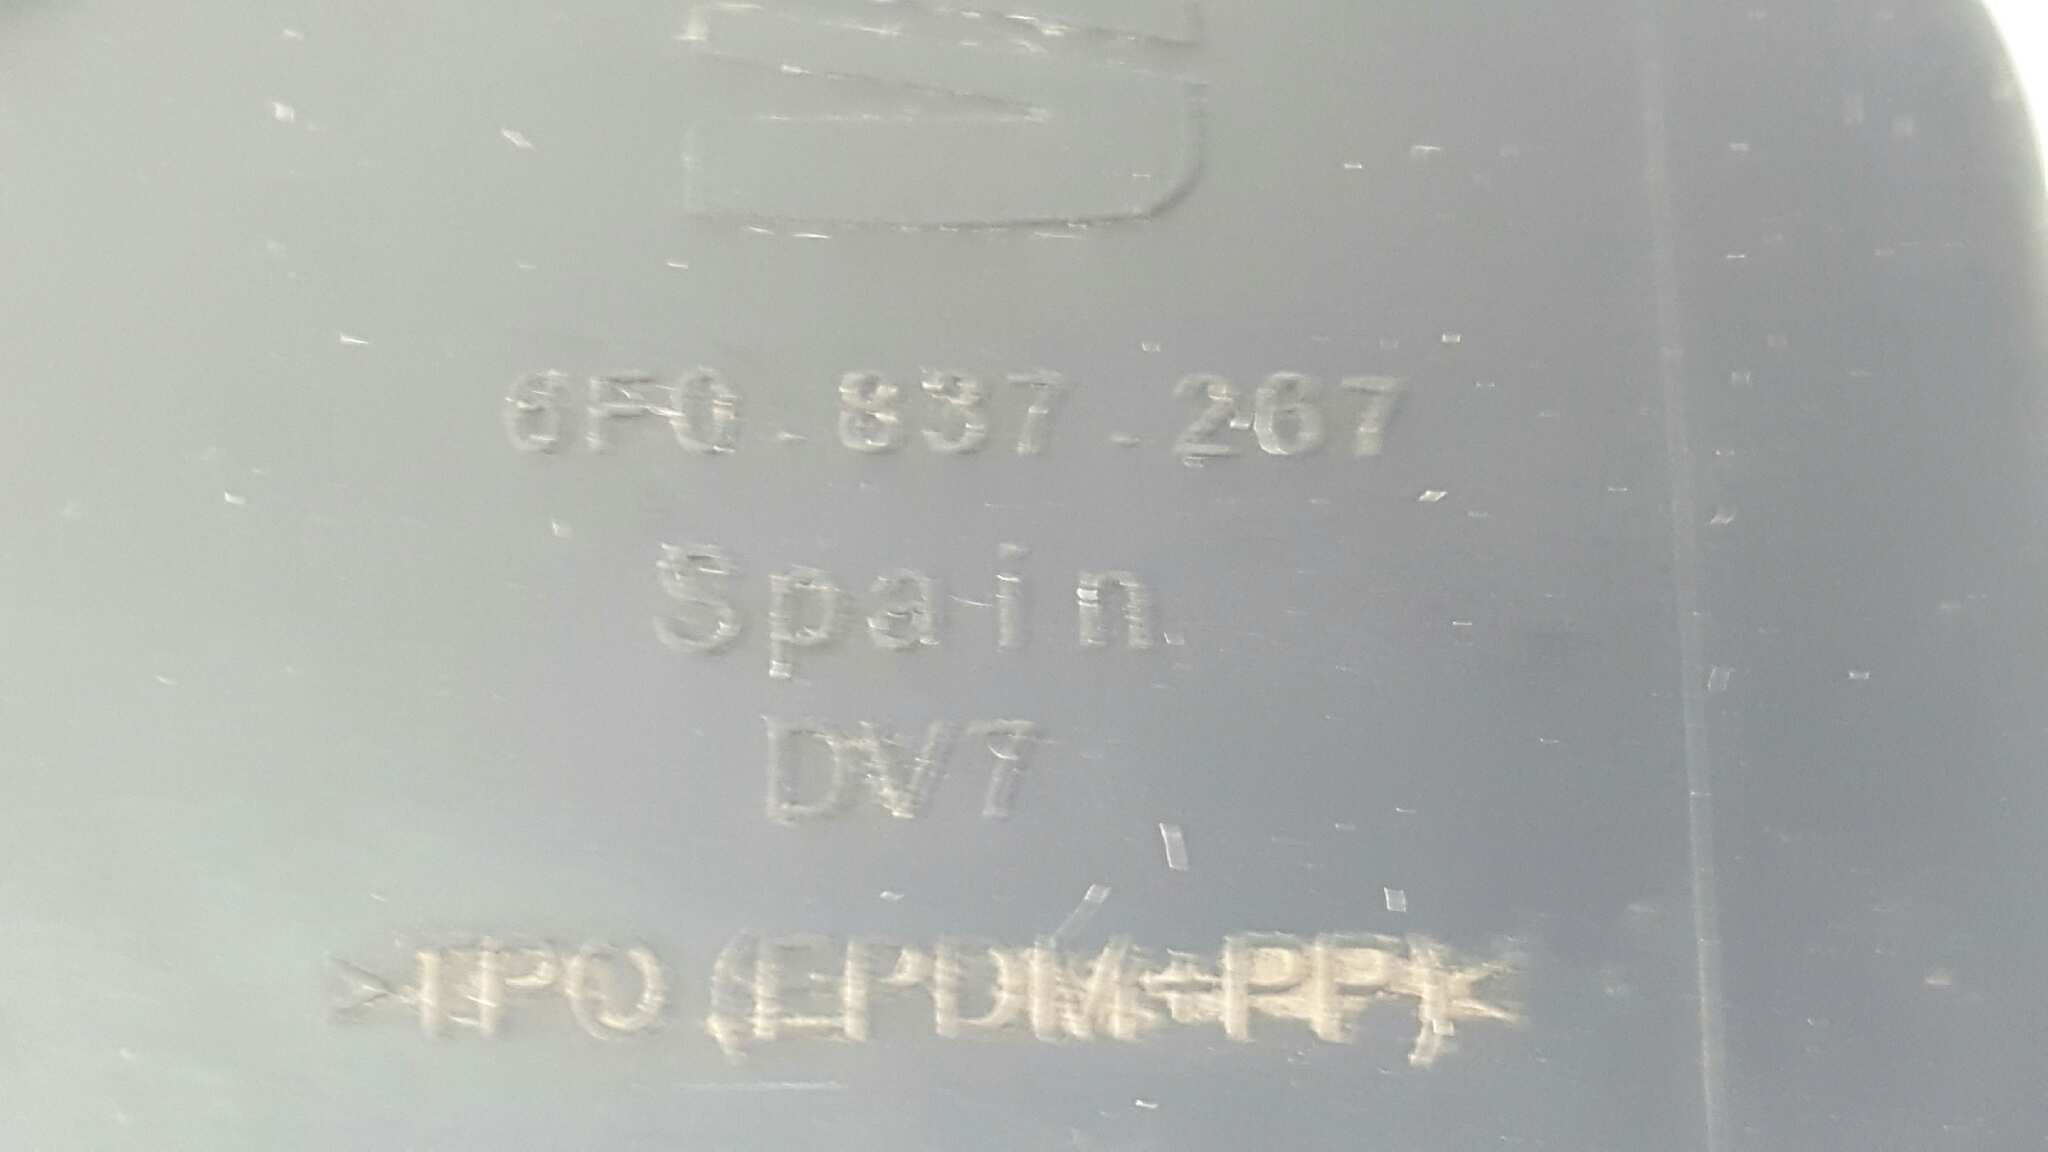 6F0.837.267
Spain
DV7
>TPO(EPDM+PP)<